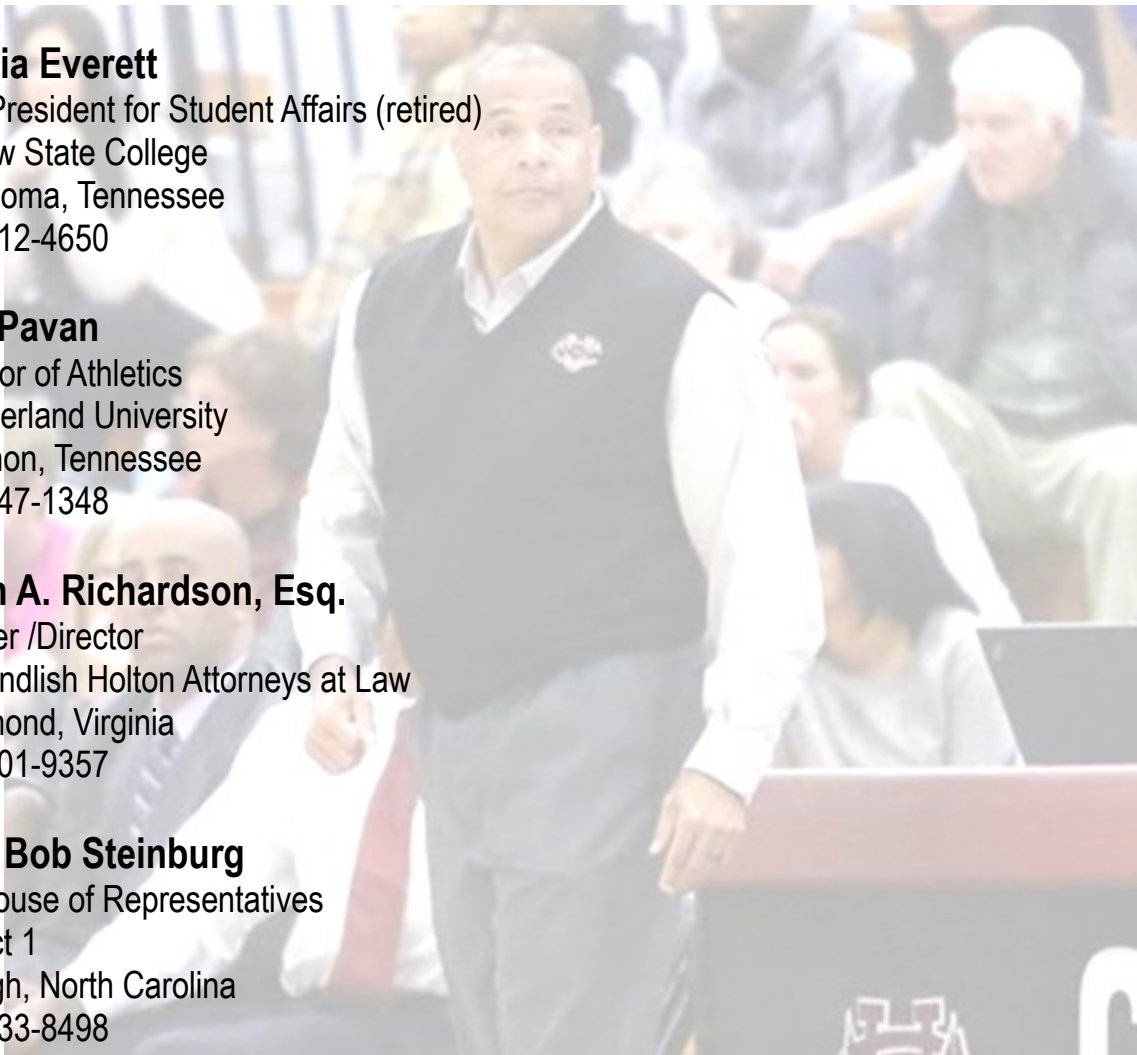 ia Everett
President for Student Affairs (retired)
w State College
oma, Tennessee
12-4650
Pavan
or of Athletics
erland University
on, Tennessee
47-1348
A. Richardson, Esq.
er /Director
ndlish Holton Attorneys at Law
mond, Virginia
01-9357
Bob Steinburg
ouse of Representatives
ct 1
gh, North Carolina
33-8498